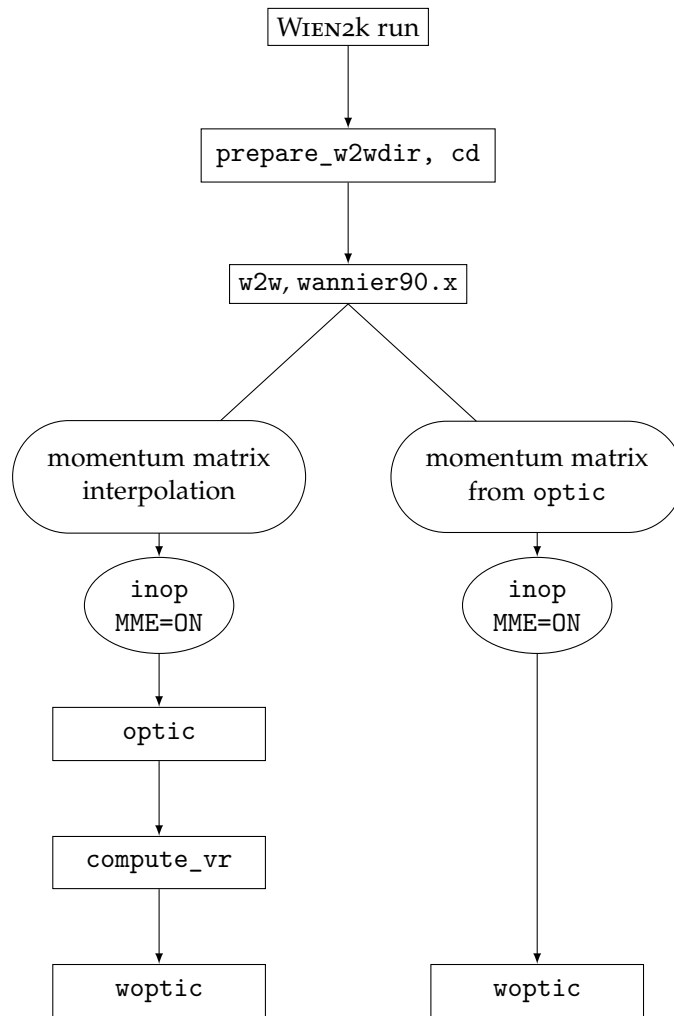 WIEN2k run
prepare_w2wdir, cd
w2w, wannier90.x
momentum matrix
interpolation
momentum matrix
from optic
inop
MME=ON
inop
MME=ON
optic
compute_vr
woptic
woptic